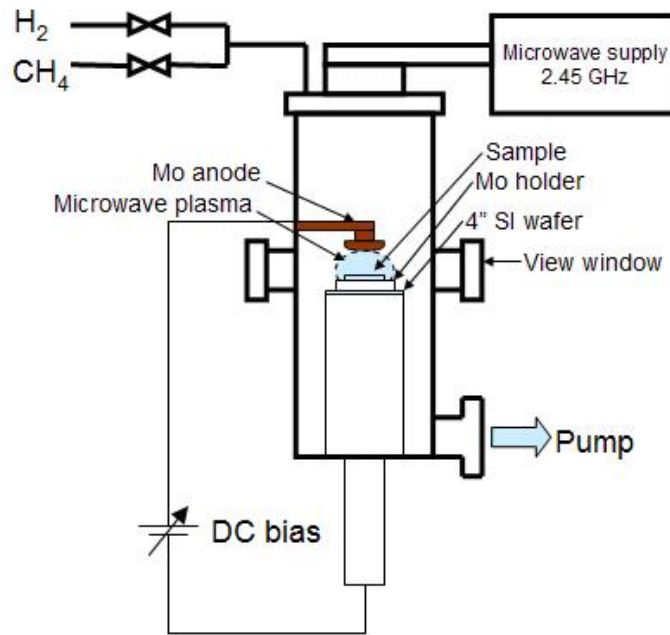 H2
CH4
Microwave supply
2.45 GHz
Sample
Mo anode
Mo holder
Microwave plasma
4” SI wafer
View window
Pump
DC bias